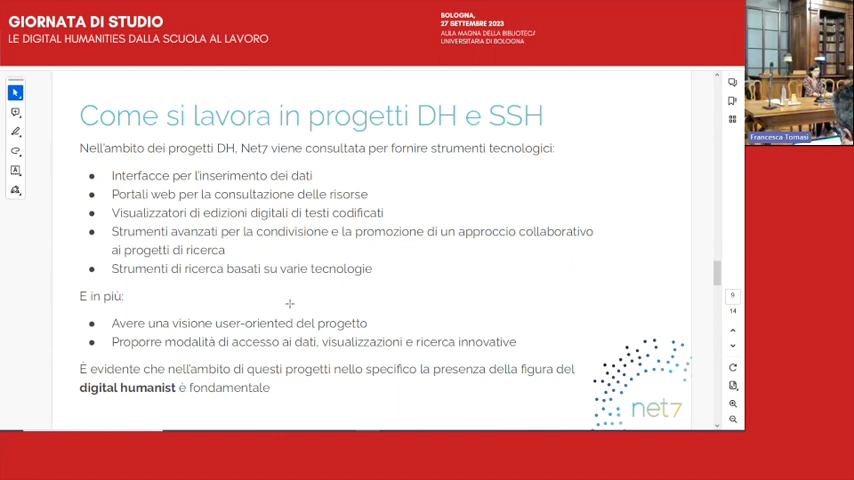 GIORNATA DI STUDIO
LE DIGITAL HUMANITIES DALLA SCUOLA AL LAVORO
BOLOGNA,
27 SETTEMBRE 2023
AULA MAGNA DELLA BIBLIOTECA
UNIVERSITARIA DI BOLOGNA
Francesca Tomasi
Come si lavora in progetti DH e SSH
Nell'ambito dei progetti DH, Net7 viene consultata per fornire strumenti tecnologici:
● Interfacce per l'inserimento dei dati
● Portali web per la consultazione delle risorse
● Visualizzatori di edizioni digitali di testi codificati
● Strumenti avanzati per la condivisione e la promozione di un approccio collaborativo
ai progetti di ricerca
● Strumenti di ricerca basati su varie tecnologie
E in più:
● Avere una visione user-oriented del progetto
● Proporre modalità di accesso ai dati, visualizzazioni e ricerca innovative
È evidente che nell'ambito di questi progetti nello specifico la presenza della figura del
digital humanist è fondamentale
net7
9
14